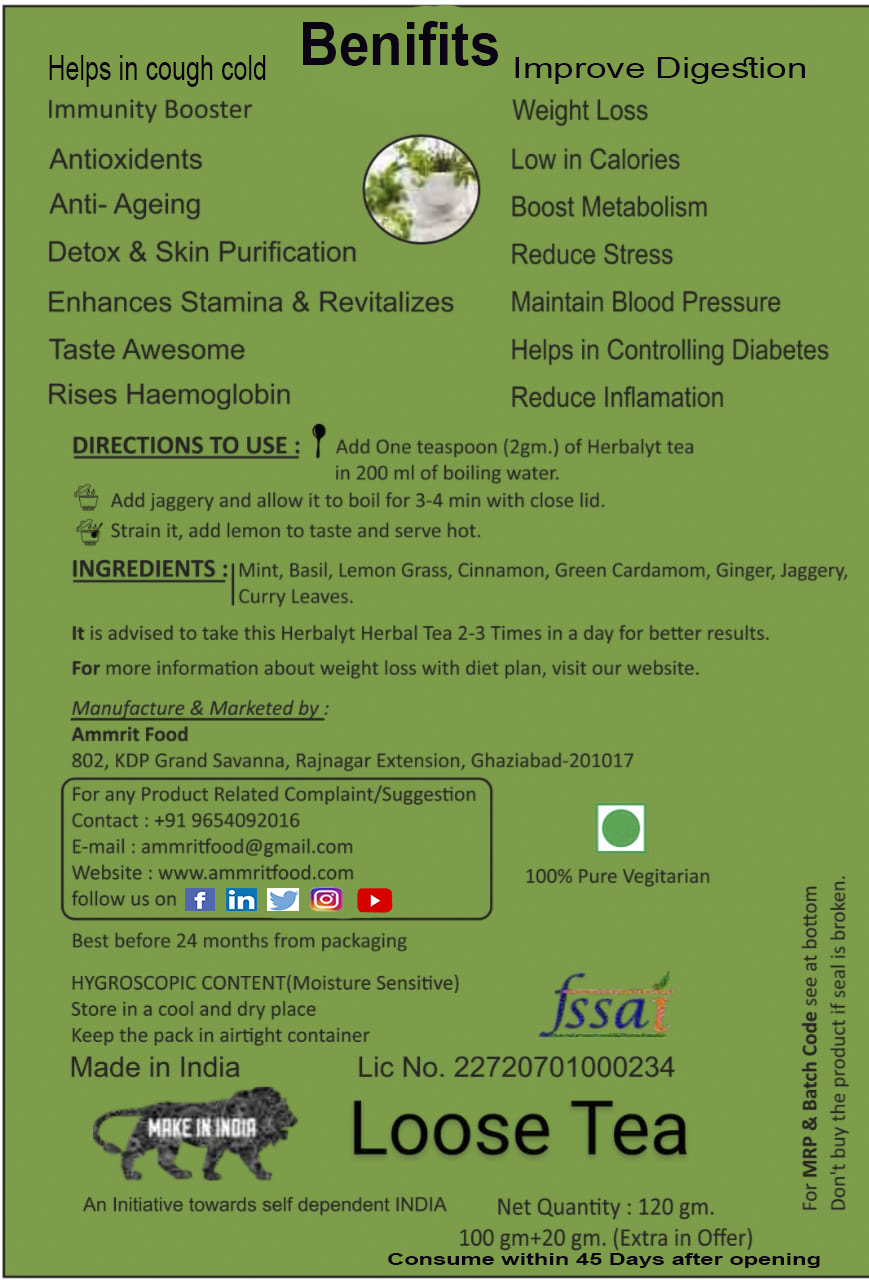 Benifits
Helps in cough cold
Immunity Booster
Antioxidents
Anti- Ageing
Detox & Skin Purification
Enhances Stamina & Revitalizes
Taste Awesome
Rises Haemoglobin
Improve Digestion
Weight Loss
Low in Calories
Boost Metabolism
Reduce Stress
Maintain Blood Pressure
Helps in Controlling Diabetes
Reduce Inflamation
DIRECTIONS TO USE : Add One teaspoon (2gm.) of Herbalyt tea
in 200 ml of boiling water.
Add jaggery and allow it to boil for 3-4 min with close lid.
Strain it, add lemon to taste and serve hot.
INGREDIENTS : Mint, Basil, Lemon Grass, Cinnamon, Green Cardamom, Ginger, Jaggery,
Curry Leaves.
It is advised to take this Herbalyt Herbal Tea 2-3 Times in a day for better results.
For more information about weight loss with diet plan, visit our website.
Manufacture & Marketed by :
Ammrit Food
802, KDP Grand Savanna, Rajnagar Extension, Ghaziabad-201017
For any Product Related Complaint/Suggestion
Contact : +91 9654092016
E-mail : ammritfood@gmail.com
Website : www.ammritfood.com
follow us on f in
100% Pure Vegitarian
Best before 24 months from packaging
HYGROSCOPIC CONTENT(Moisture Sensitive)
Store in a cool and dry place
Keep the pack in airtight container
fssai
Made in India
Lic No. 22720701000234
MAKE IN INDIA
Loose Tea
An Initiative towards self dependent INDIA
Net Quantity : 120 gm.
100 gm+20 gm. (Extra in Offer)
Consume within 45 Days after opening
For MRP & Batch Code see at bottom
Don't buy the product if seal is broken.